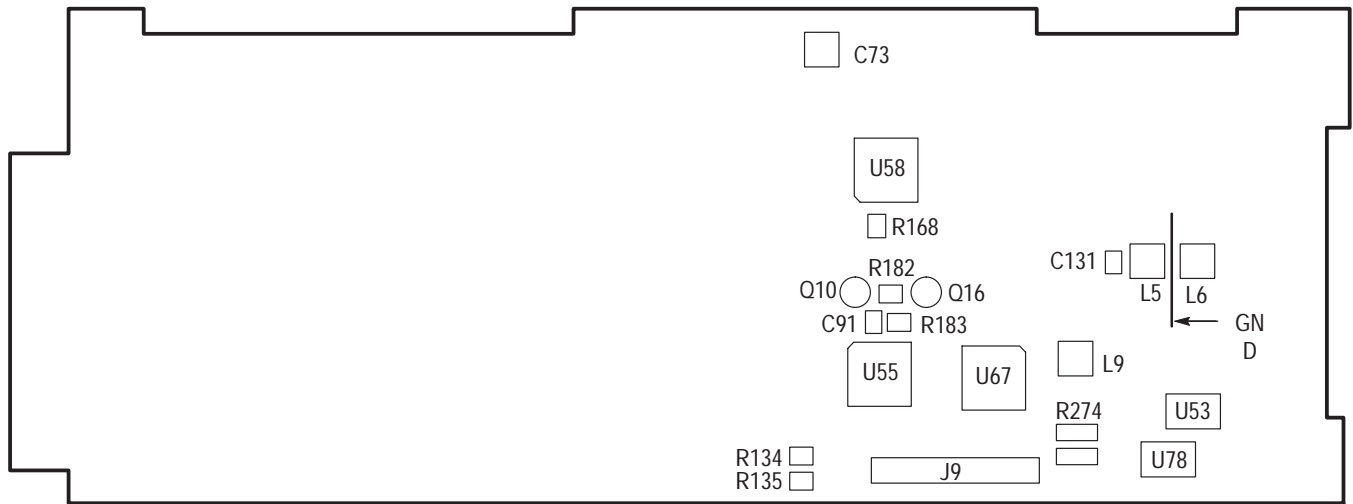 C73
U58
R168
C131
R182
Q10
Q16
L5
L6
C91
R183
GN
D
U55
U67
L9
R274
U53
R134
J9
U78
R135